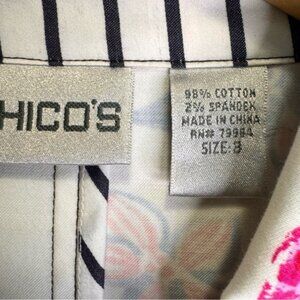 HICO'S
98% COTTON
2% SPANDEX
MADE IN CHINA
RN# 79984
SIZE: 3